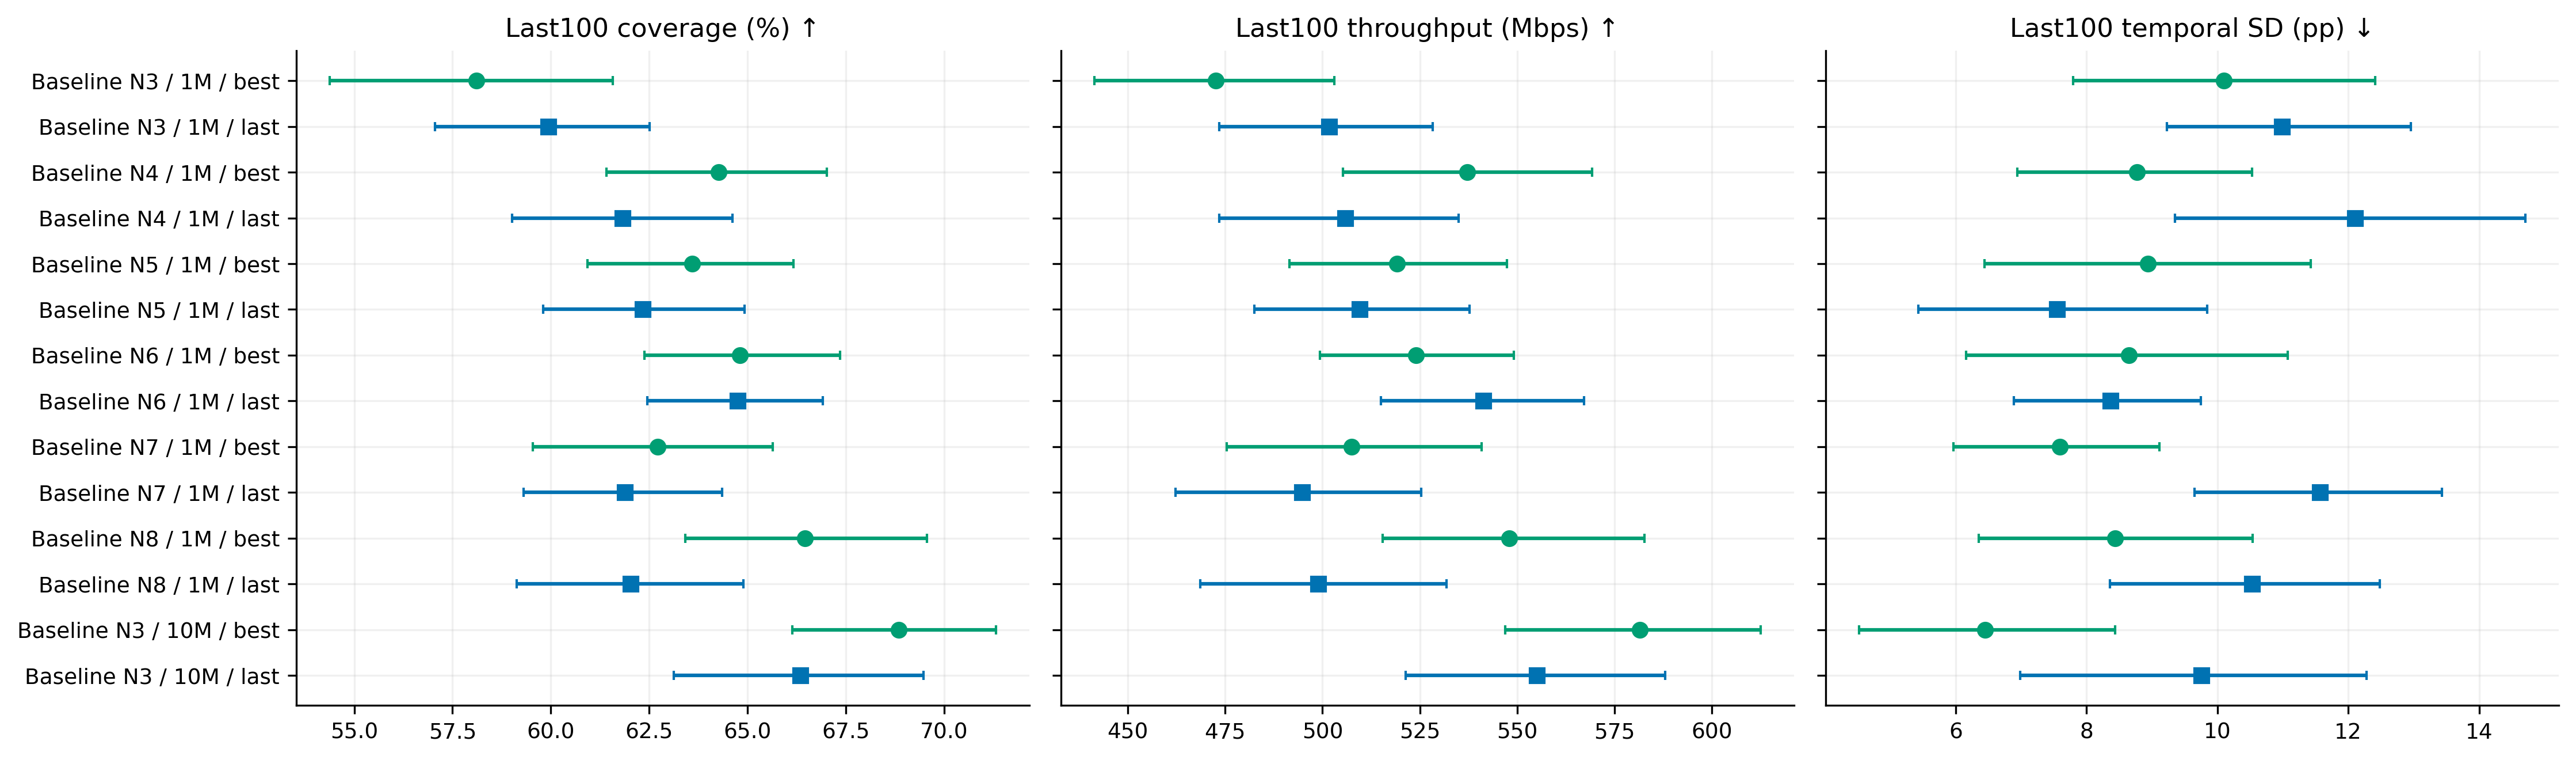 Last100 coverage (%) ↑
Last100 throughput (Mbps) ↑
Last100 temporal SD (pp) ↓
Baseline N3 / 1M / best
Baseline N3 / 1M / last
Baseline N4 / 1M / best
Baseline N4 / 1M / last
Baseline N5 / 1M / best
Baseline N5 / 1M / last
Baseline N6 / 1M / best
Baseline N6 / 1M / last
Baseline N7 / 1M / best
Baseline N7 / 1M / last
Baseline N8 / 1M / best
Baseline N8 / 1M / last
Baseline N3 / 10M / best
Baseline N3 / 10M / last
55.0 57.5 60.0 62.5 65.0 67.5 70.0
450 475 500 525 550 575 600
6 8 10 12 14